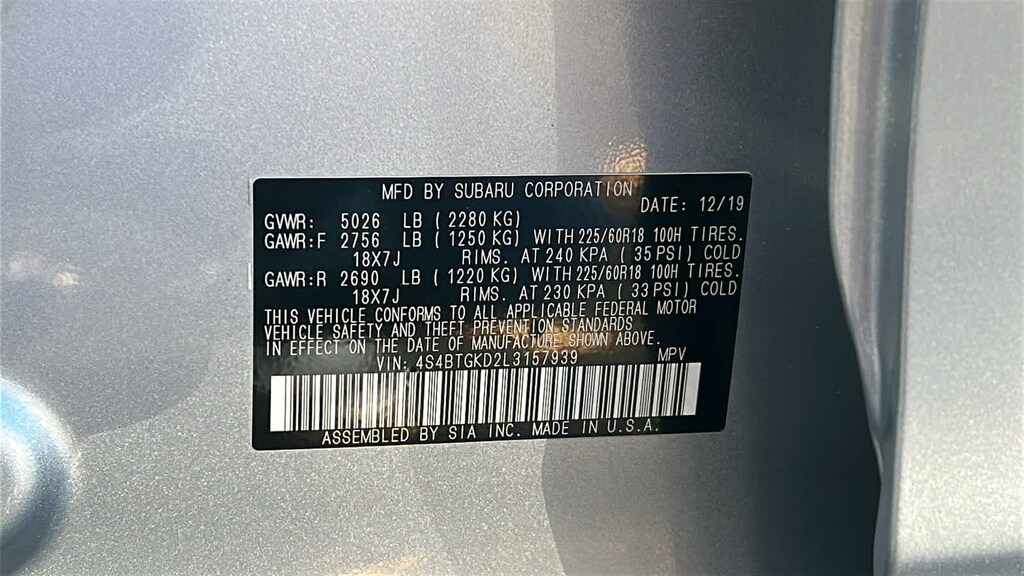 MFD BY SUBARU CORPORATION
DATE: 12/19
GVWR: 5026 LB ( 2280 KG)
GAWR:F 2756 LB ( 1250 KG) WITH 225/60R18 100H TIRES.
18X7J RIMS. AT 240 KPA ( 35 PSI) COLD
GAWR:R 2690 LB ( 1220 KG) WITH 225/60R18 100H TIRES.
18X7J RIMS. AT 230 KPA ( 33 PSI) COLD
THIS VEHICLE CONFORMS TO ALL APPLICABLE FEDERAL MOTOR
VEHICLE SAFETY AND THEFT PREVENTION STANDARDS
IN EFFECT ON THE DATE OF MANUFACTURE SHOWN ABOVE.
VIN: 4S4BTGKD2L3157939 MPV
ASSEMBLED BY SIA INC. MADE IN U.S.A.